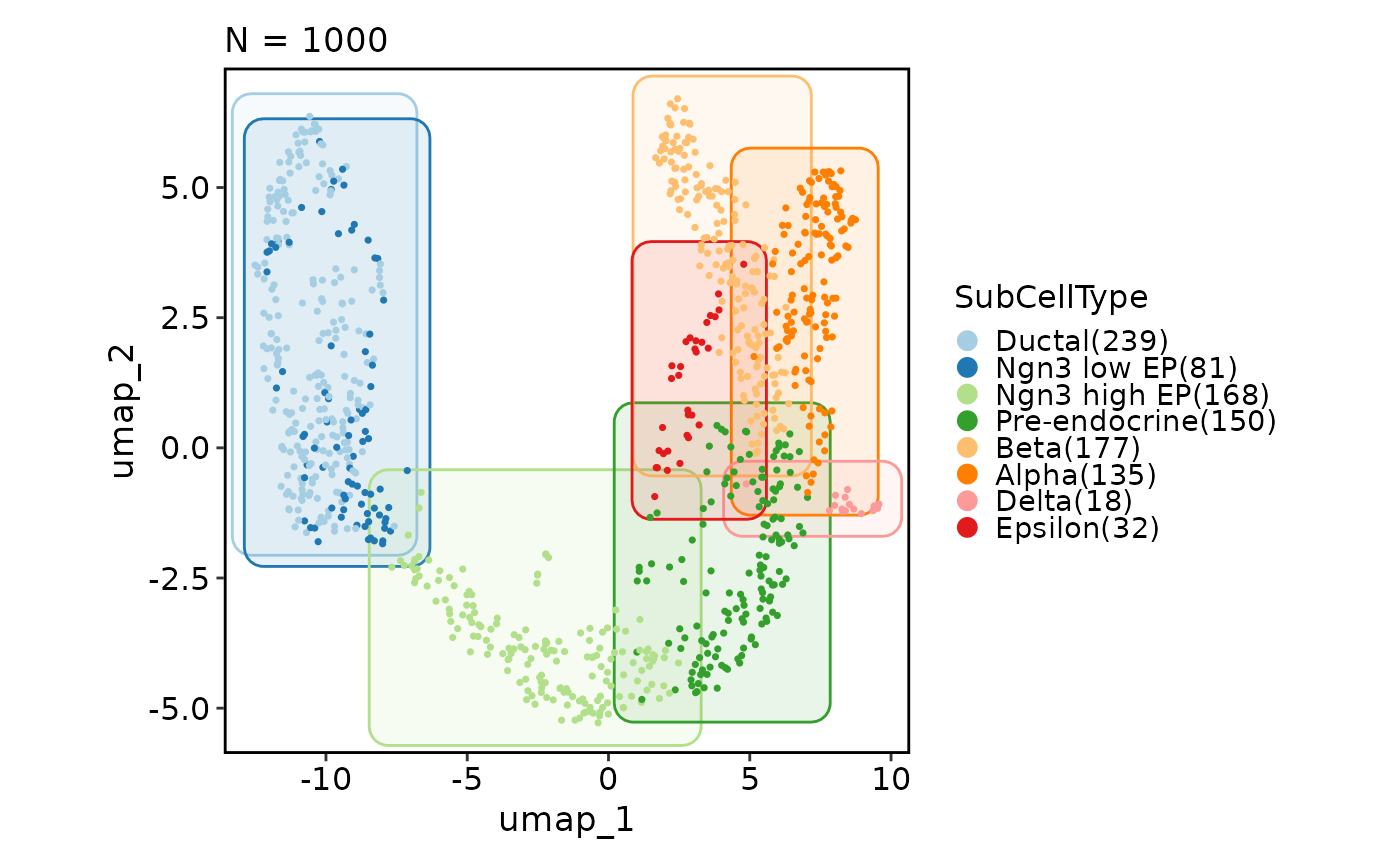 N = 1000
5.0
2.5
0.0
-2.5
-5.0
umap_2
-10
-5
0
5
10
umap_1
SubCellType
Ductal(239)
Ngn3 low EP(81)
Ngn3 high EP(168)
Pre-endocrine(150)
Beta(177)
Alpha(135)
Delta(18)
Epsilon(32)